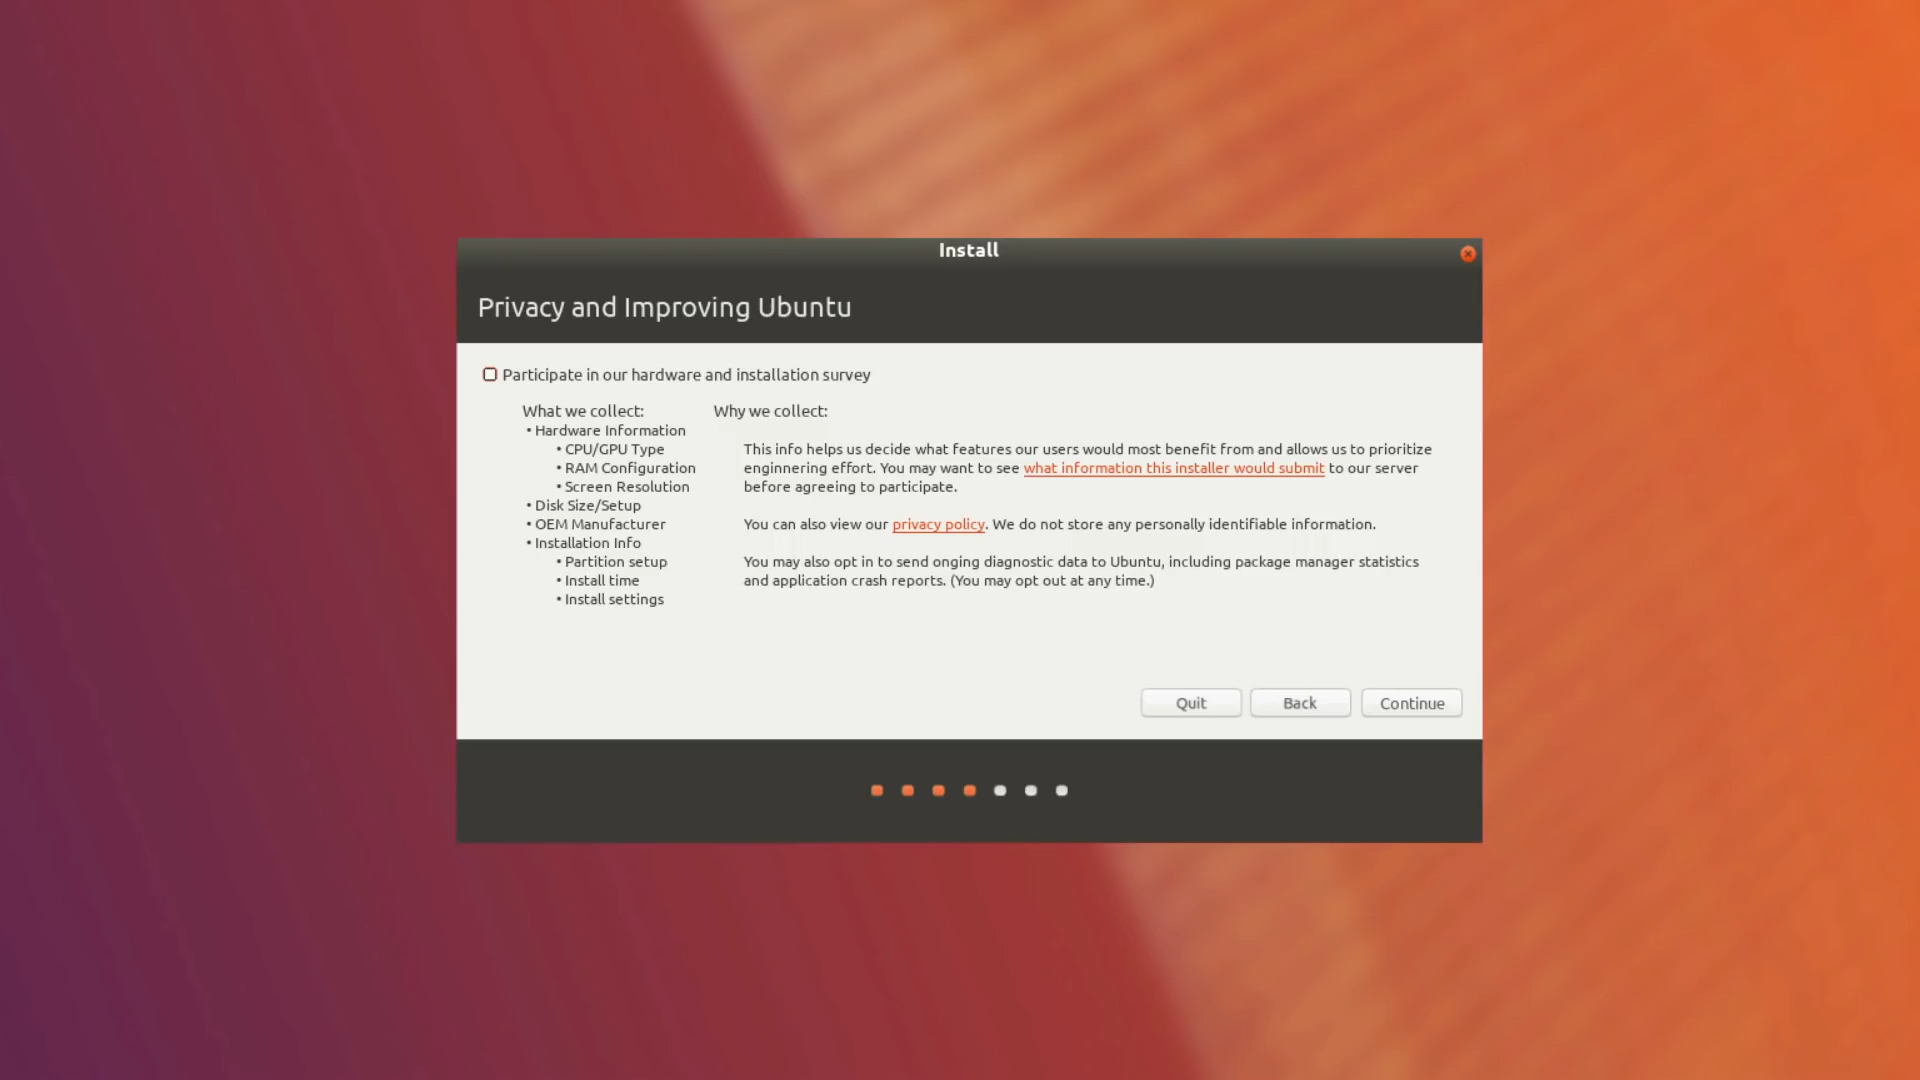 Install
Privacy and Improving Ubuntu
Participate in our hardware and installation survey
What we collect:
• Hardware Information
• CPU/GPU Type
• RAM Configuration
• Screen Resolution
• Disk Size/Setup
• OEM Manufacturer
• Installation Info
• Partition setup
• Install time
• Install settings
Why we collect:
This info helps us decide what features our users would most benefit from and allows us to prioritize
enginnering effort. You may want to see what information this installer would submit to our server
before agreeing to participate.
You can also view our privacy policy. We do not store any personally identifiable information.
You may also opt in to send onging diagnostic data to Ubuntu, including package manager statistics
and application crash reports. (You may opt out at any time.)
Quit
Back
Continue